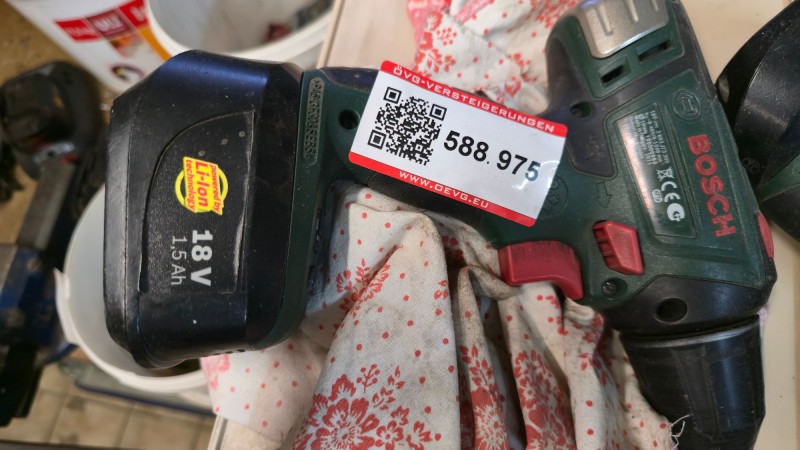 ÖVG-VERSTEIGERUNGEN
588.975
WWW.OEVG.EU
BOSCH
powered by
Li-Ion
technology
18 V
1,5 Ah